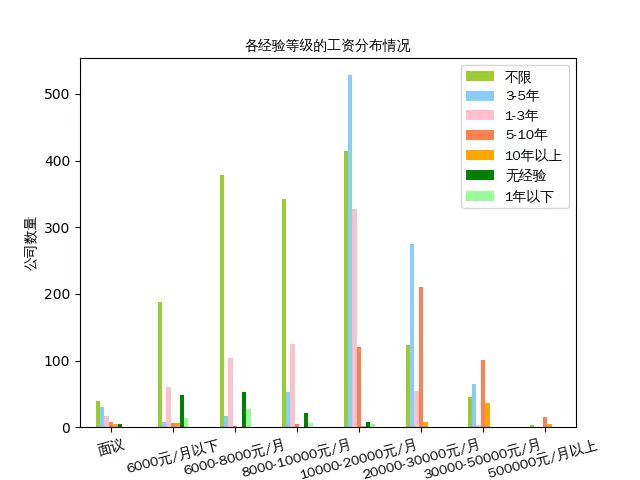 各经验等级的工资分布情况
不限
3-5年
1-3年
5-10年
10年以上
无经验
1年以下
公司数量
500
400
300
200
100
0
面议
6000元/月以下
6000-8000元/月
8000-10000元/月
10000-20000元/月
20000-30000元/月
30000-50000元/月
500000元/月以上